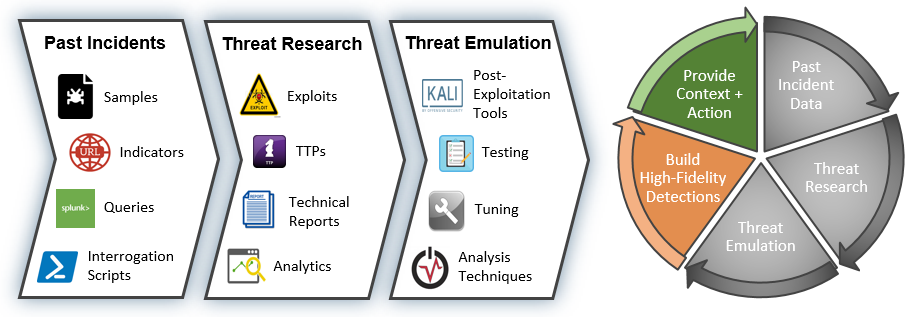 Past Incidents
Samples
URL
Indicators
splunk>
Queries
Interrogation
Scripts
Threat Research
EXPLOIT
Exploits
TTP
TTPs
REPORT
Technical
Reports
Analytics
Threat Emulation
KALI
BY OFFENSIVE SECURITY
Post-
Exploitation
Tools
Testing
Tuning
Analysis
Techniques
Provide
Context +
Action
Past
Incident
Data
Threat
Research
Threat
Emulation
Build
High-Fidelity
Detections